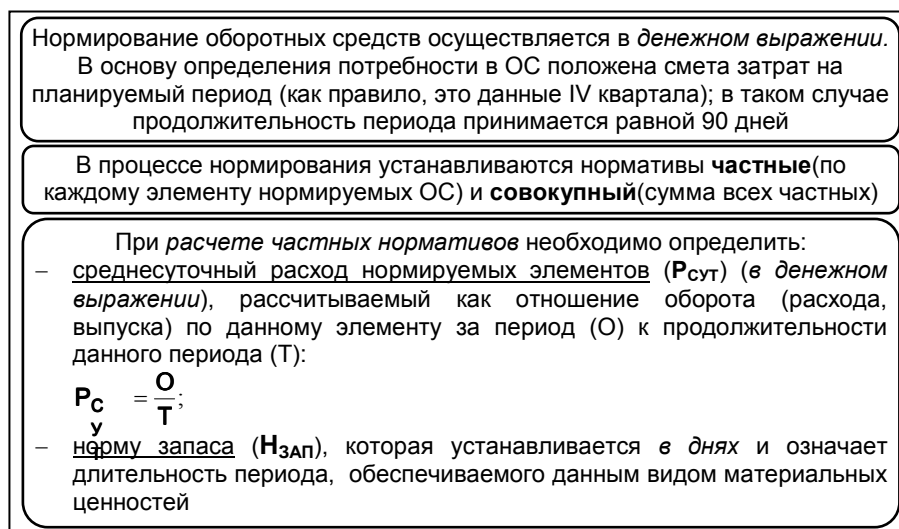 Нормирование оборотных средств осуществляется в денежном выражении.
В основу определения потребности в ОС положена смета затрат на
планируемый период (как правило, это данные IV квартала); в таком случае
продолжительность периода принимается равной 90 дней
В процессе нормирования устанавливаются нормативы частные(по
каждому элементу нормируемых ОС) и совокупный(сумма всех частных)
При расчете частных нормативов необходимо определить:
– среднесуточный расход нормируемых элементов (РСУТ) (в денежном
выражении), рассчитываемый как отношение оборота (расхода,
выпуска) по данному элементу за период (О) к продолжительности
данного периода (Т):
РСУТ = О/Т;
– норму запаса (НЗАП), которая устанавливается в днях и означает
длительность периода, обеспечиваемого данным видом материальных
ценностей